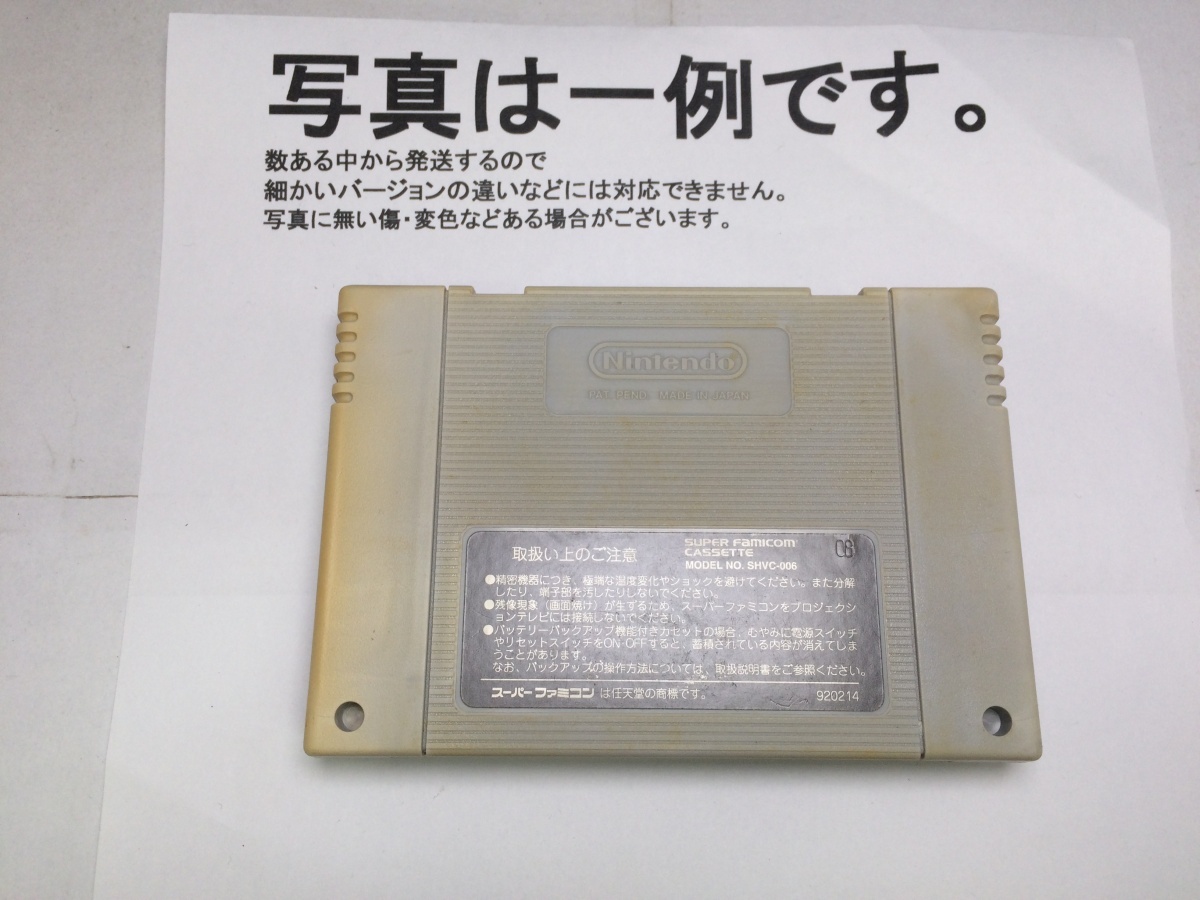 写真は一例です。
数ある中から発送するので
細かいバージョンの違いなどには対応できません。
写真に無い傷・変色などある場合がございます。
Nintendo
PAT. PEND. MADE IN JAPAN
取扱い上のご注意
SUPER FAMICOM
CASSETTE
MODEL NO. SHVC-006
●精密機器につき、極端な温度変化やショックを避けてください。また分解
したり、端子部を汚したりしないでください。
●残像現象（画面焼け）が生ずるため、スーパーファミコンをプロジェクシ
ョンテレビには接続しないでください。
●バッテリーバックアップ機能付きカセットの場合、むやみに電源スイッチ
やリセットスイッチをON-OFFすると、蓄積されている内容が消えてしま
うことがあります。
なお、バックアップの操作方法については、取扱説明書をご参照ください。
スーパーファミコンは任天堂の商標です。
920214